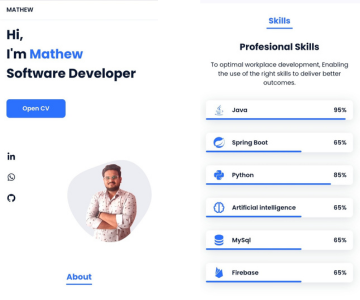 MATHEW
Hi,
I'm Mathew
Software Developer
Open CV
in
About
Skills
Profesional Skills
To optimal workplace development, Enabling
the use of the right skills to deliver better
outcomes.
Java 95%
Spring Boot 65%
Python 85%
Artificial intelligence 65%
MySql 65%
Firebase 65%